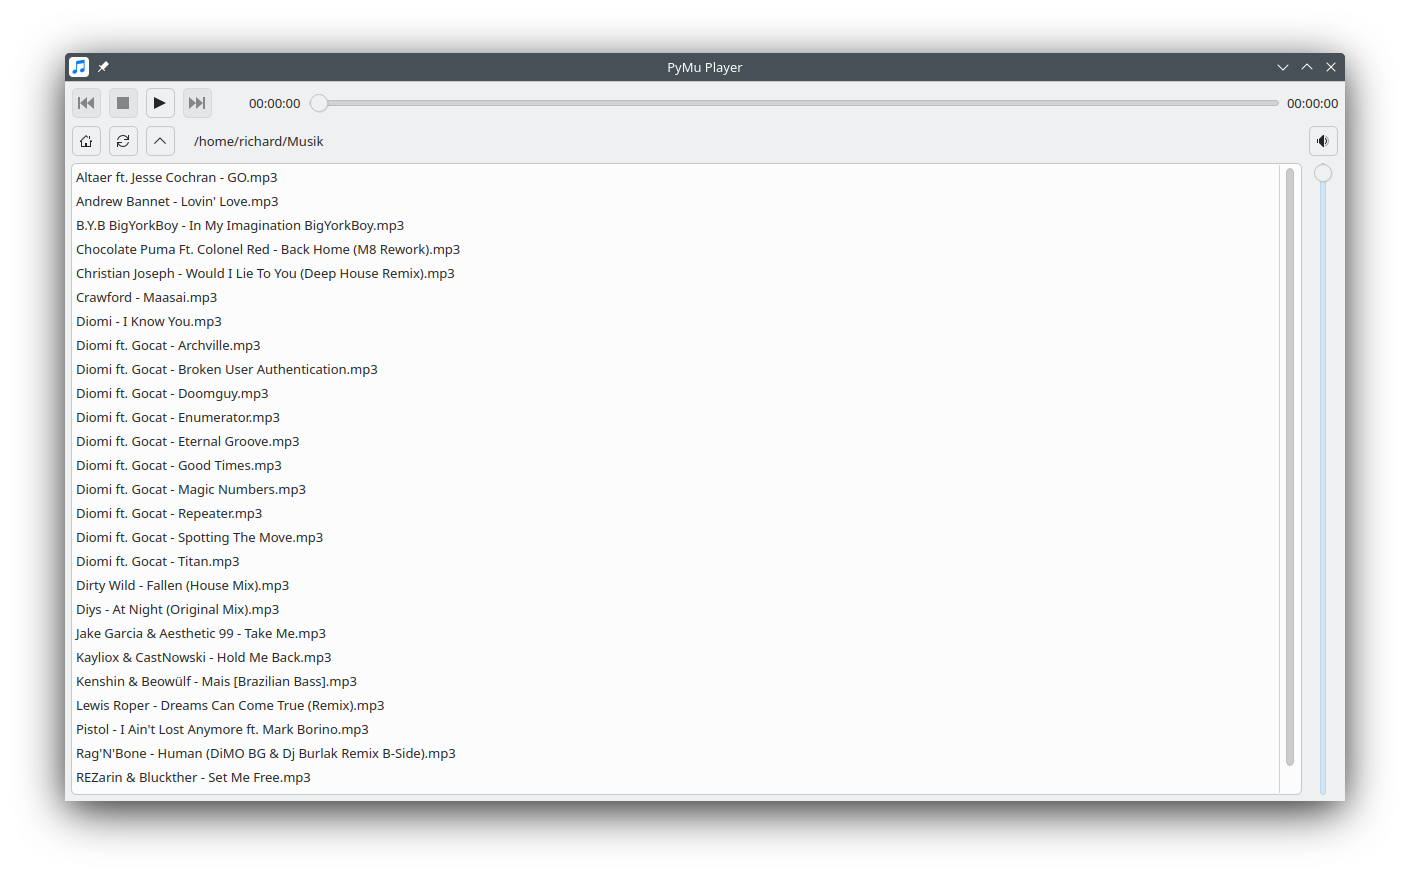 PyMu Player
00:00:00 00:00:00
/home/richard/Musik
Altaer ft. Jesse Cochran - GO.mp3
Andrew Bannet - Lovin' Love.mp3
B.Y.B BigYorkBoy - In My Imagination BigYorkBoy.mp3
Chocolate Puma Ft. Colonel Red - Back Home (M8 Rework).mp3
Christian Joseph - Would I Lie To You (Deep House Remix).mp3
Crawford - Maasai.mp3
Diomi - I Know You.mp3
Diomi ft. Gocat - Archville.mp3
Diomi ft. Gocat - Broken User Authentication.mp3
Diomi ft. Gocat - Doomguy.mp3
Diomi ft. Gocat - Enumerator.mp3
Diomi ft. Gocat - Eternal Groove.mp3
Diomi ft. Gocat - Good Times.mp3
Diomi ft. Gocat - Magic Numbers.mp3
Diomi ft. Gocat - Repeater.mp3
Diomi ft. Gocat - Spotting The Move.mp3
Diomi ft. Gocat - Titan.mp3
Dirty Wild - Fallen (House Mix).mp3
Diys - At Night (Original Mix).mp3
Jake Garcia & Aesthetic 99 - Take Me.mp3
Kayliox & CastNowski - Hold Me Back.mp3
Kenshin & Beowülf - Mais [Brazilian Bass].mp3
Lewis Roper - Dreams Can Come True (Remix).mp3
Pistol - I Ain't Lost Anymore ft. Mark Borino.mp3
Rag'N'Bone - Human (DiMO BG & Dj Burlak Remix B-Side).mp3
REZarin & Bluckther - Set Me Free.mp3